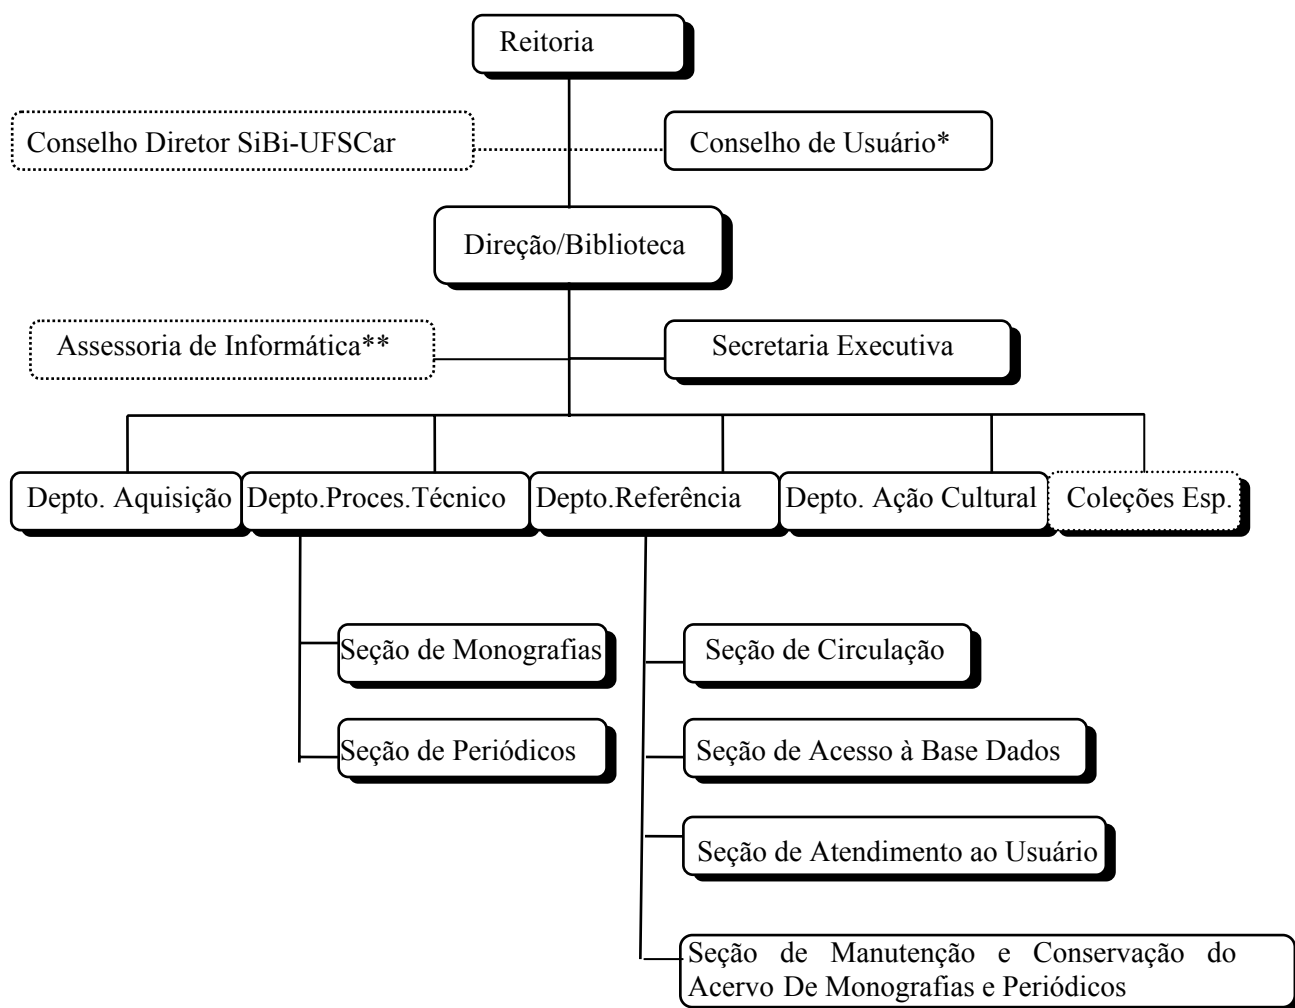 Reitoria
Conselho Diretor SiBi-UFSCar
Conselho de Usuário*
Direção/Biblioteca
Assessoria de Informática**
Secretaria Executiva
Depto. Aquisição
Depto.Proces.Técnico
Depto.Referência
Depto. Ação Cultural
Coleções Esp.
Seção de Monografias
Seção de Periódicos
Seção de Circulação
Seção de Acesso à Base Dados
Seção de Atendimento ao Usuário
Seção de Manutenção e Conservação do
Acervo De Monografias e Periódicos